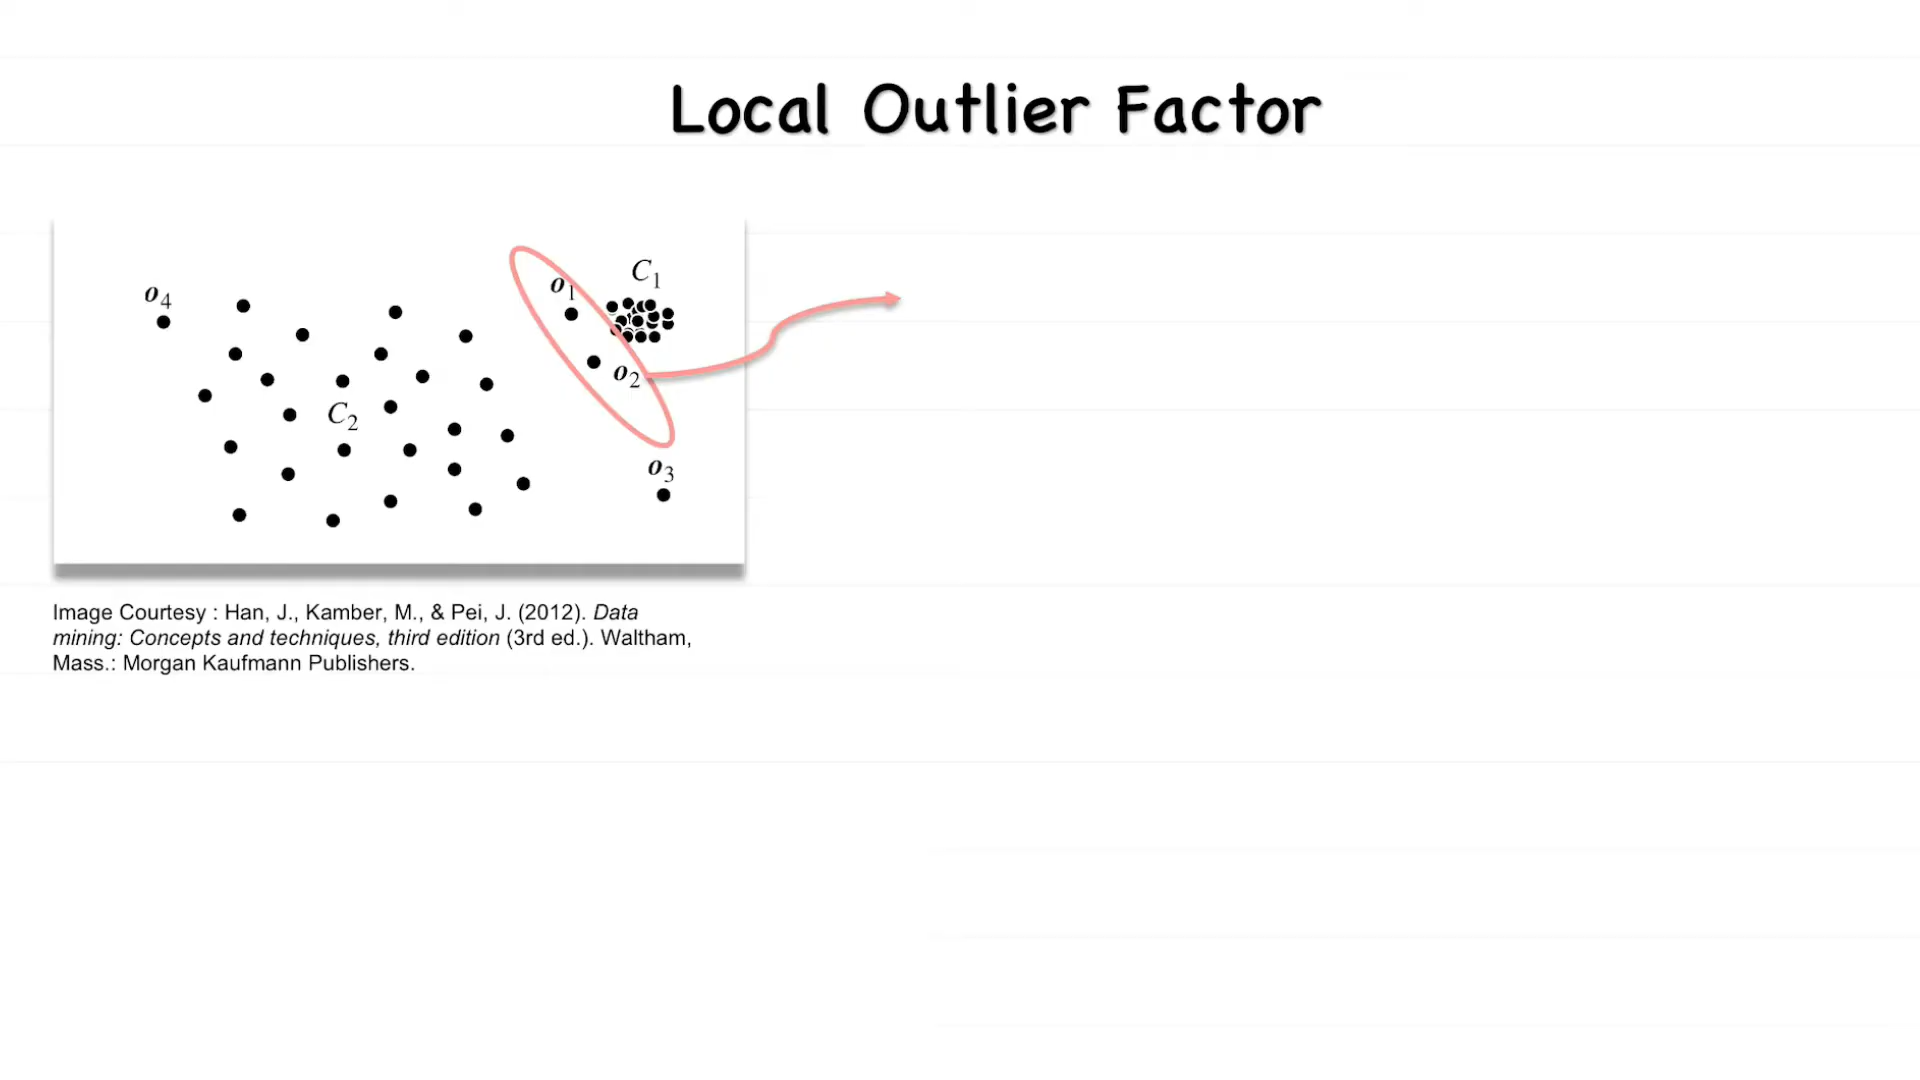 Local Outlier Factor
C1
o1
o4
o2
C2
o3
Image Courtesy : Han, J., Kamber, M., & Pei, J. (2012). Data
mining: Concepts and techniques, third edition (3rd ed.). Waltham,
Mass.: Morgan Kaufmann Publishers.